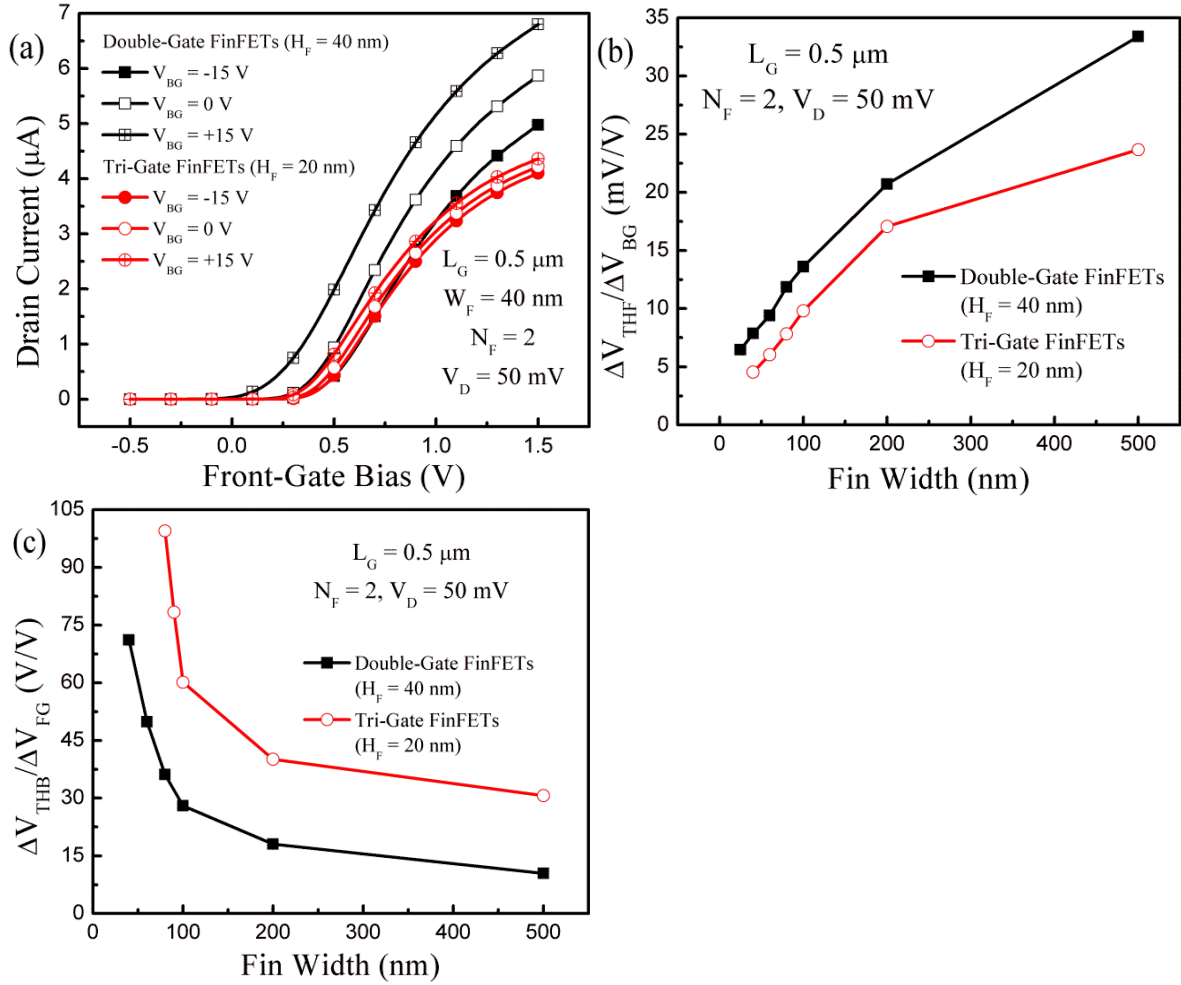 (a)
Double-Gate FinFETs (H_F = 40 nm)
V_BG = -15 V
V_BG = 0 V
V_BG = +15 V
Tri-Gate FinFETs (H_F = 20 nm)
V_BG = -15 V
V_BG = 0 V
V_BG = +15 V
L_G = 0.5 μm
W_F = 40 nm
N_F = 2
V_D = 50 mV
7
6
5
4
3
2
1
0
Drain Current (μA)
-0.5 0.0 0.5 1.0 1.5
Front-Gate Bias (V)
(b)
L_G = 0.5 μm
N_F = 2, V_D = 50 mV
Double-Gate FinFETs
(H_F = 40 nm)
Tri-Gate FinFETs
(H_F = 20 nm)
35
30
25
20
15
10
5
0
ΔV_THF/ΔV_BG (mV/V)
0 100 200 300 400 500
Fin Width (nm)
(c)
L_G = 0.5 μm
N_F = 2, V_D = 50 mV
Double-Gate FinFETs
(H_F = 40 nm)
Tri-Gate FinFETs
(H_F = 20 nm)
105
90
75
60
45
30
15
0
ΔV_THB/ΔV_FG (V/V)
0 100 200 300 400 500
Fin Width (nm)